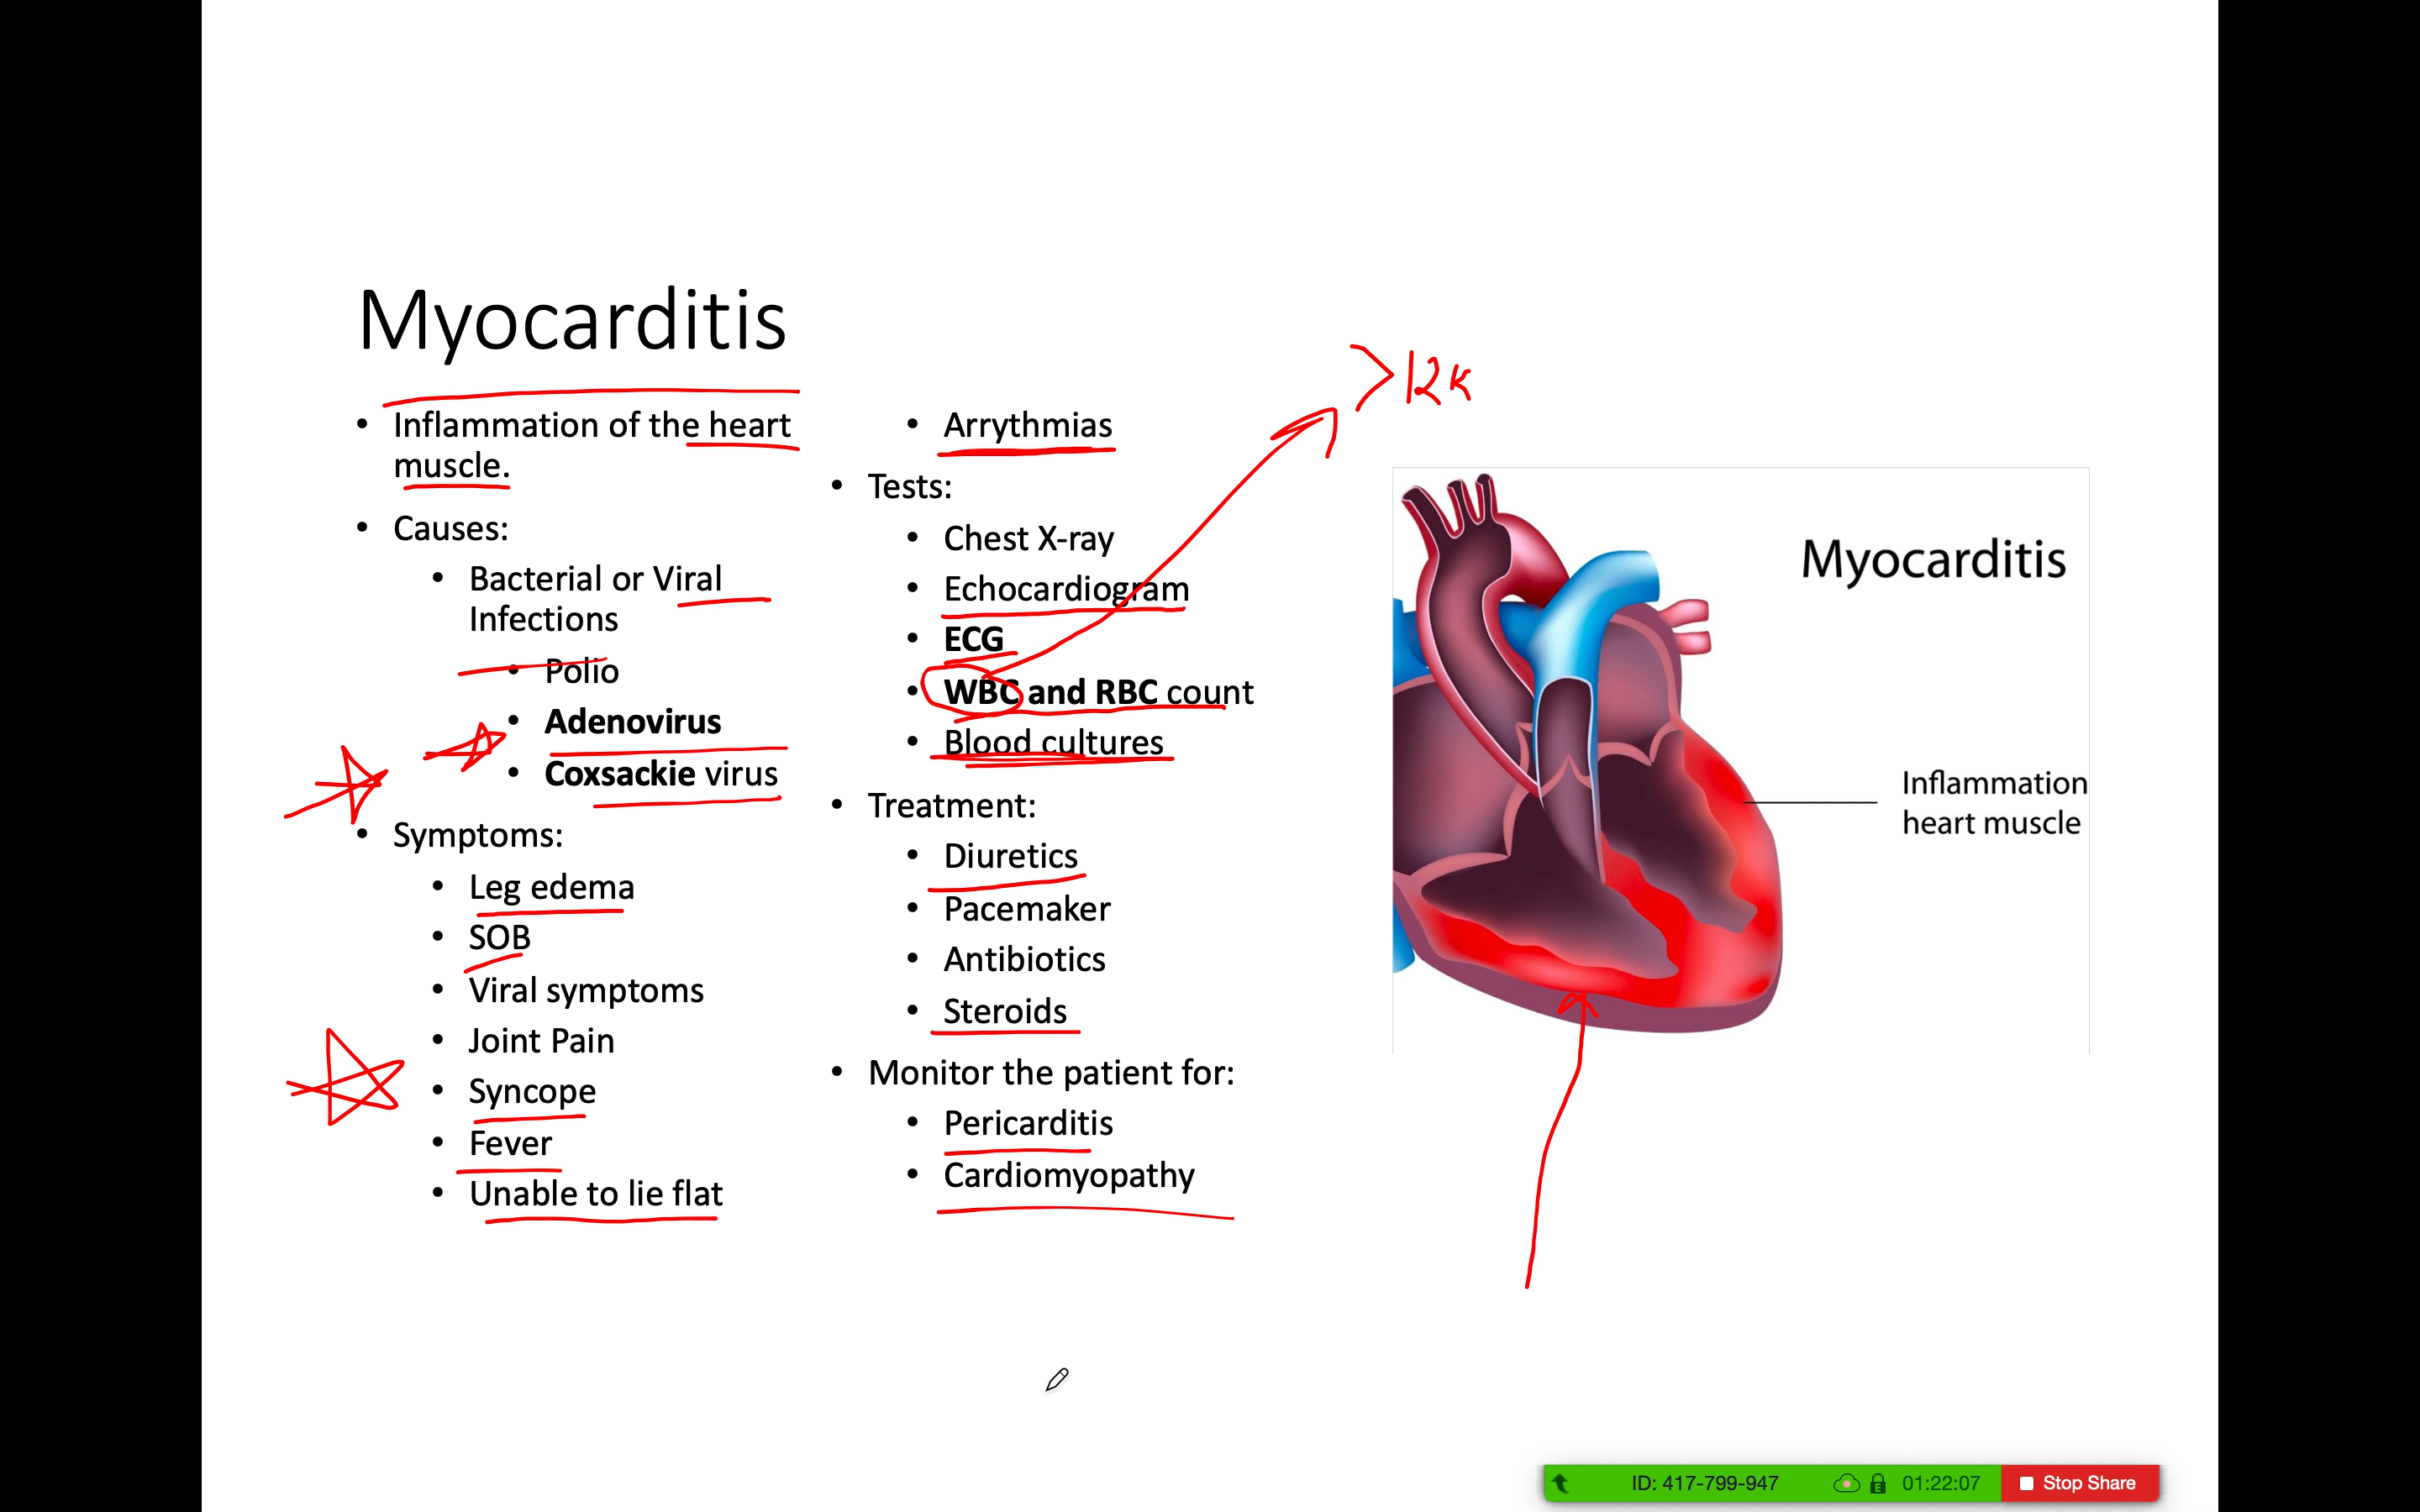 Myocarditis
• Inflammation of the heart
muscle.
• Causes:
• Bacterial or Viral
Infections
• Polio
• Adenovirus
• Coxsackie virus
• Symptoms:
• Leg edema
• SOB
• Viral symptoms
• Joint Pain
• Syncope
• Fever
• Unable to lie flat
• Arrythmias
• Tests:
• Chest X-ray
• Echocardiogram
• ECG
• WBC and RBC count
• Blood cultures
• Treatment:
• Diuretics
• Pacemaker
• Antibiotics
• Steroids
• Monitor the patient for:
• Pericarditis
• Cardiomyopathy
>12K
Myocarditis
Inflammation
heart muscle
ID: 417-799-947 01:22:07 Stop Share